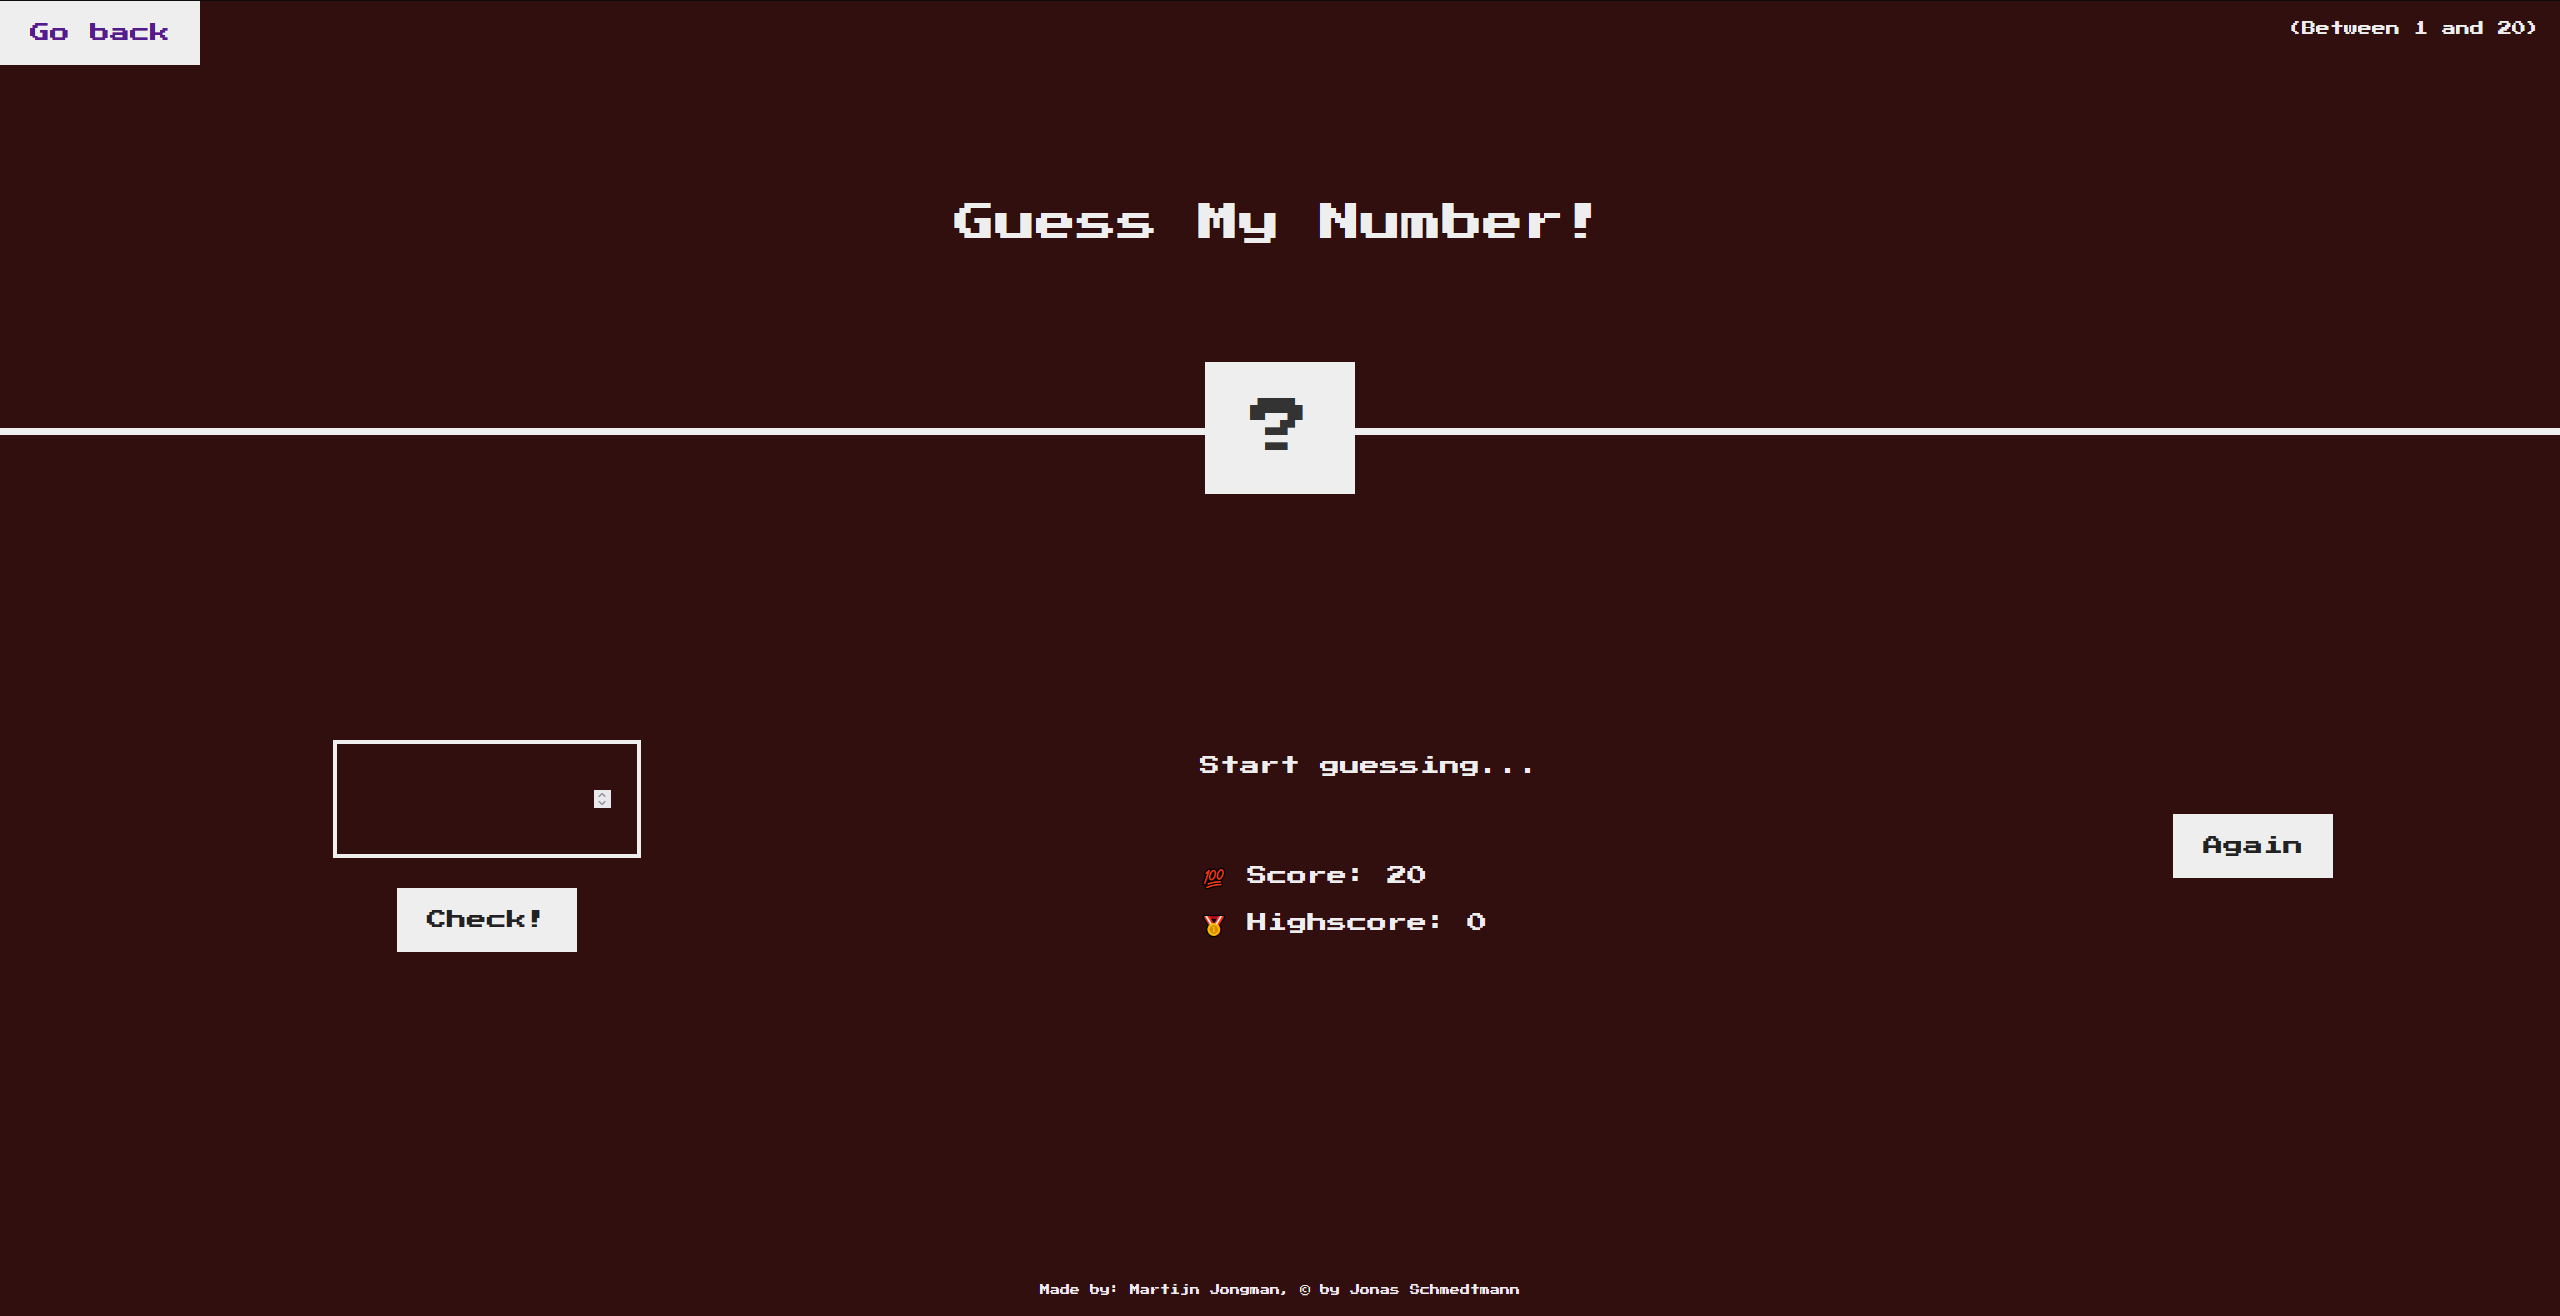 Go back
(Between 1 and 20)
Guess My Number!
?
Start guessing...
💯 Score: 20
🥇 Highscore: 0
Check!
Again
Made by: Martijn Jongman, © by Jonas Schmedtmann